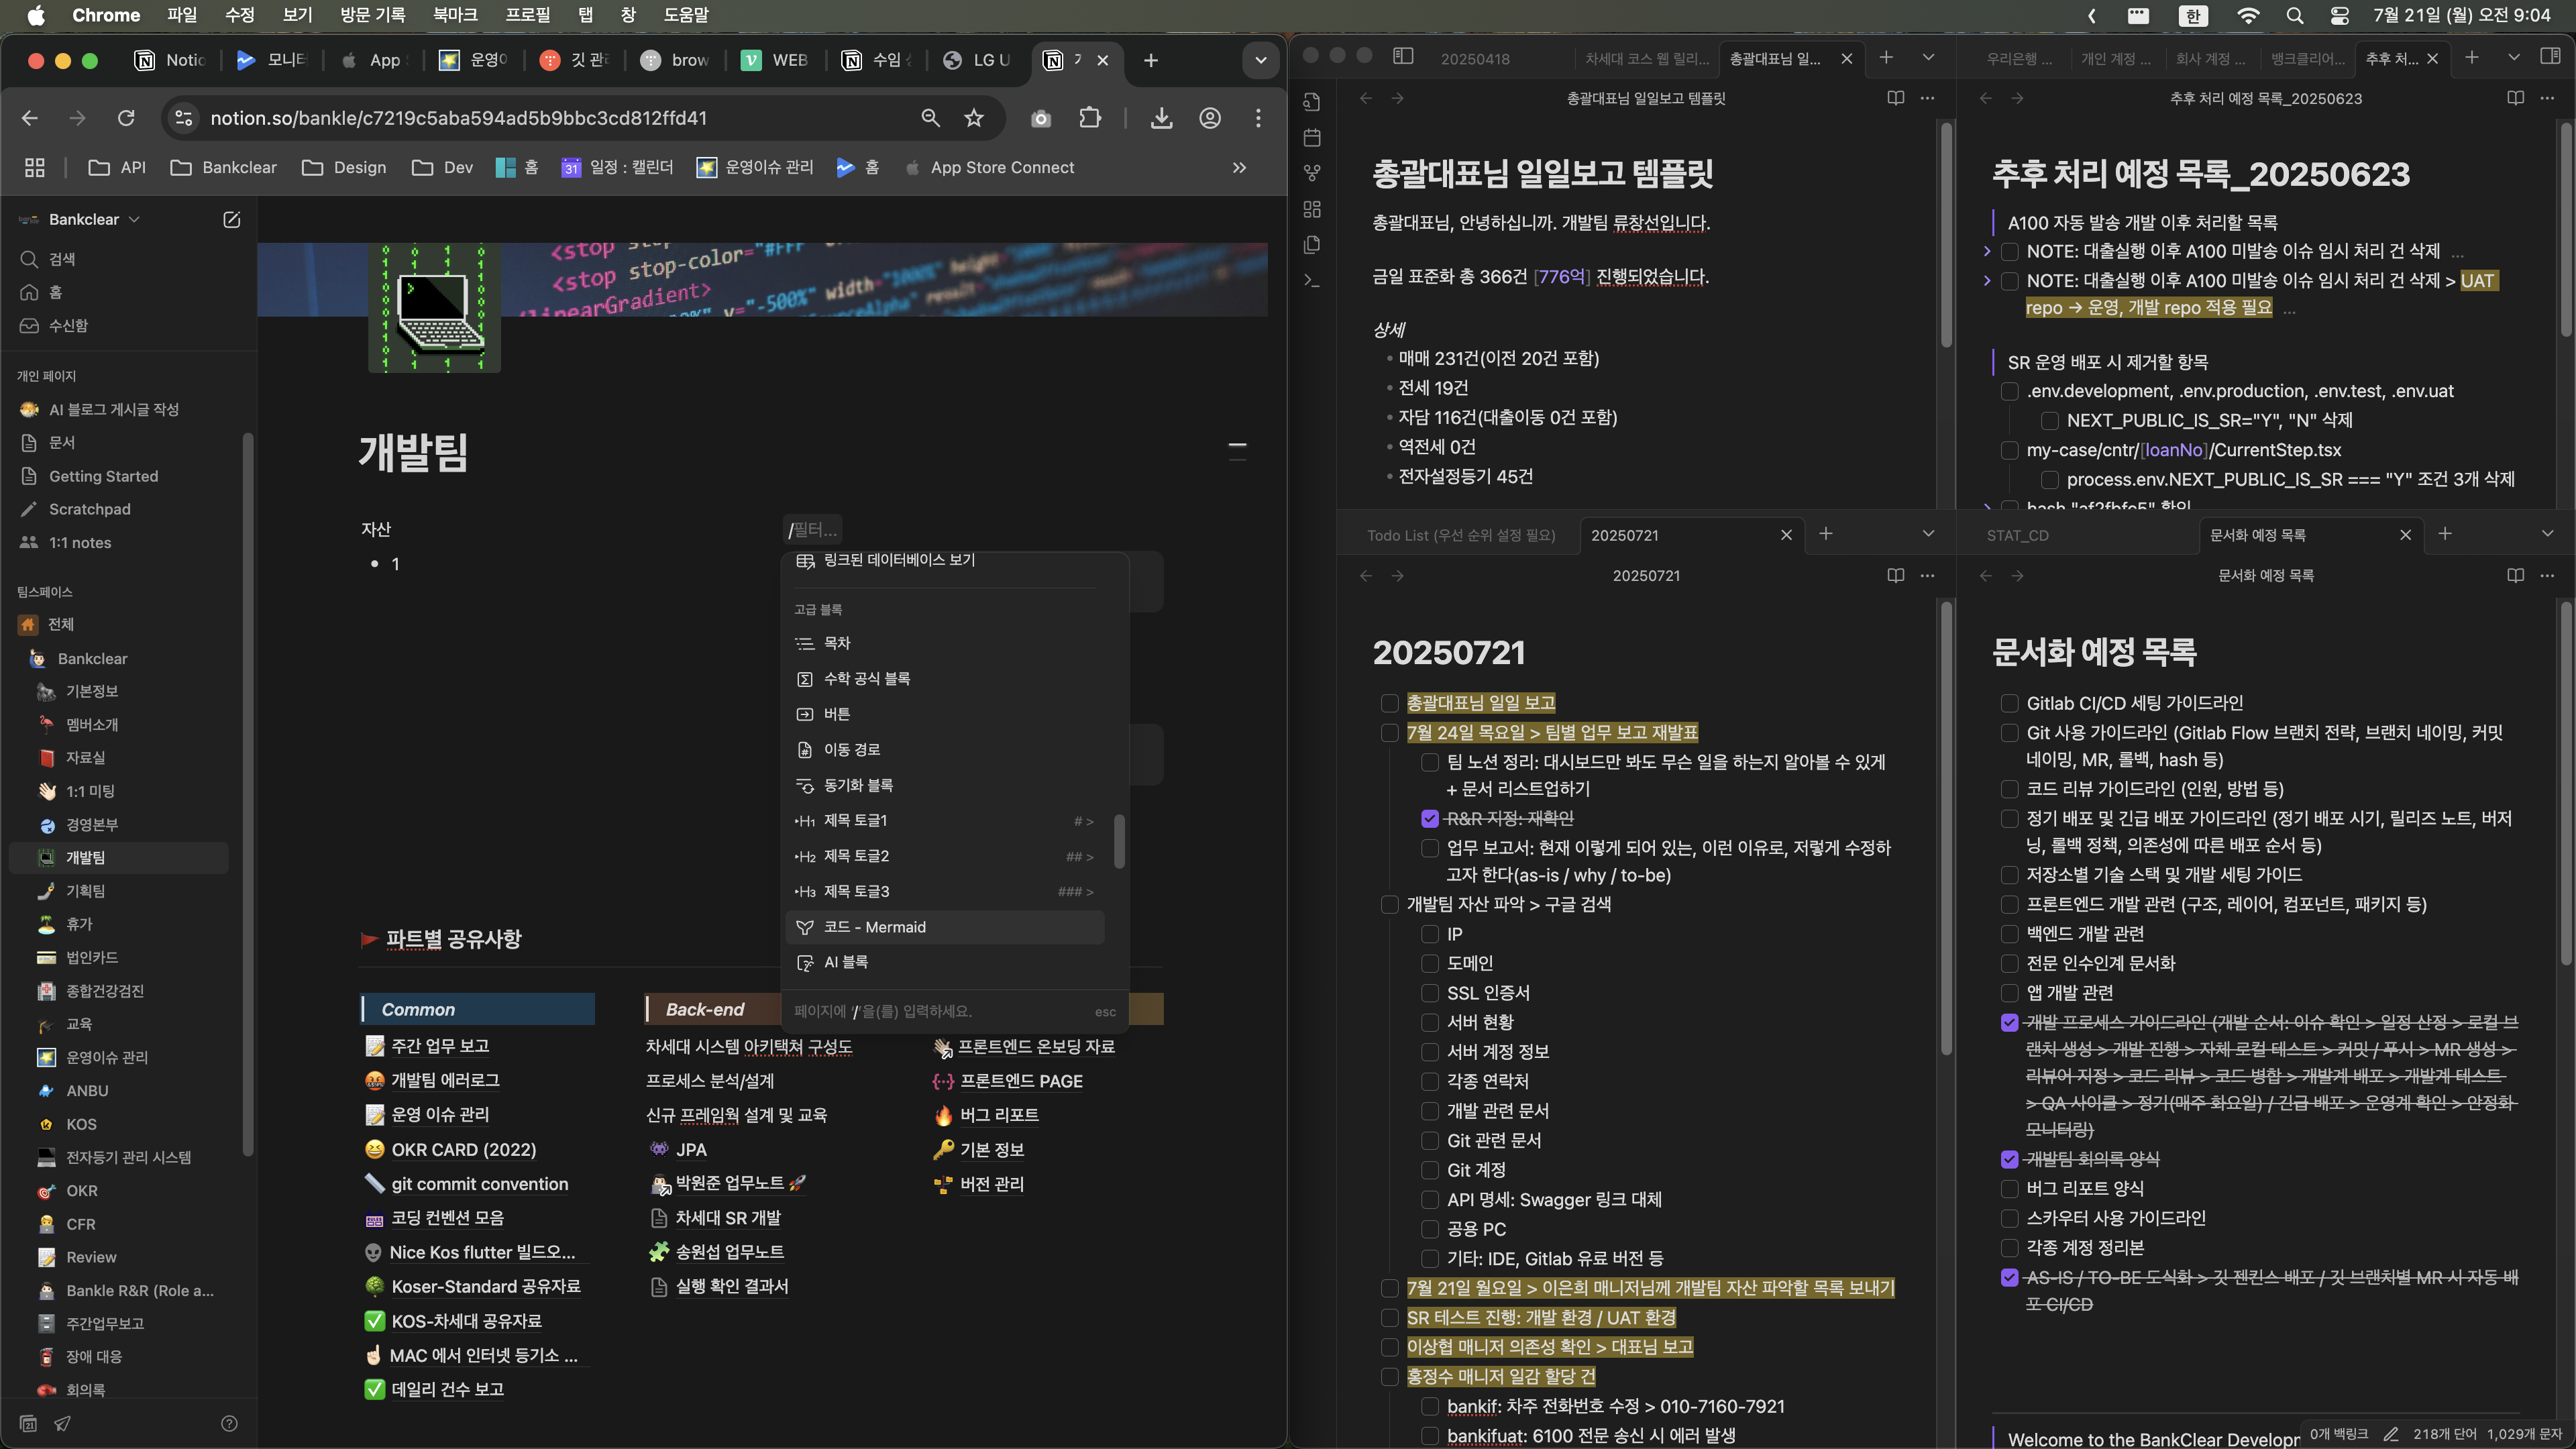 Chrome 파일 수정 보기 방문 기록 북마크 프로필 탭 창 도움말
한 7월 21일 (월) 오전 9:04
Notio 모니터 App 운영이 깃 관리 brow WEB 수임 LG U
notion.so/bankle/c7219c5aba594ad5b9bbc3cd812ffd41
API Bankclear Design Dev 홈 일정 : 캘린더 운영이슈 관리 홈 App Store Connect
Bankclear
검색
홈
수신함
개인 페이지
AI 블로그 게시글 작성
문서
Getting Started
Scratchpad
1:1 notes
팀스페이스
전체
Bankclear
기본정보
멤버소개
자료실
1:1 미팅
경영본부
개발팀
기획팀
휴가
법인카드
종합건강검진
교육
운영이슈 관리
ANBU
KOS
전자등기 관리 시스템
OKR
CFR
Review
Bankle R&R (Role a...
주간업무보고
장애 대응
회의록
<stop
<stop stop-color="#FFF
/linearGradient>
y="-500%"
개발팀
자산
1
/필터...
링크된 데이터베이스 보기
고급 블록
목차
수학 공식 블록
버튼
이동 경로
동기화 블록
제목 토글1 # >
제목 토글2 ## >
제목 토글3 ### >
코드 - Mermaid
AI 블록
페이지에 '/'을(를) 입력하세요. esc
파트별 공유사항
Common
주간 업무 보고
개발팀 에러로그
운영 이슈 관리
OKR CARD (2022)
git commit convention
코딩 컨벤션 모음
Nice Kos flutter 빌드오...
Koser-Standard 공유자료
KOS-차세대 공유자료
MAC 에서 인터넷 등기소 ...
데일리 건수 보고
Back-end
차세대 시스템 아키택쳐 구성도
프로세스 분석/설계
신규 프레임웍 설계 및 교육
JPA
박원준 업무노트
차세대 SR 개발
송원섭 업무노트
실행 확인 결과서
프론트엔드 온보딩 자료
프론트엔드 PAGE
버그 리포트
기본 정보
버전 관리
20250418 차세대 코스 웹 릴리... 총괄대표님 일...
총괄대표님 일일보고 템플릿
총괄대표님 일일보고 템플릿
총괄대표님, 안녕하십니까. 개발팀 류창선입니다.
금일 표준화 총 366건 [776억] 진행되었습니다.
상세
매매 231건(이전 20건 포함)
전세 19건
자담 116건(대출이동 0건 포함)
역전세 0건
전자설정등기 45건
우리은행 ... 개인 계정 ... 회사 계정 ... 뱅크클리어... 추후 처...
추후 처리 예정 목록_20250623
추후 처리 예정 목록_20250623
A100 자동 발송 개발 이후 처리할 목록
NOTE: 대출실행 이후 A100 미발송 이슈 임시 처리 건 삭제 ...
NOTE: 대출실행 이후 A100 미발송 이슈 임시 처리 건 삭제 > UAT
repo → 운영, 개발 repo 적용 필요 ...
SR 운영 배포 시 제거할 항목
.env.development, .env.production, .env.test, .env.uat
NEXT_PUBLIC_IS_SR="Y", "N" 삭제
my-case/cntr/[loanNo]/CurrentStep.tsx
process.env.NEXT_PUBLIC_IS_SR === "Y" 조건 3개 삭제
hash "af2fbfc5" 확인
Todo List (우선 순위 설정 필요) 20250721
20250721
20250721
총괄대표님 일일 보고
7월 24일 목요일 > 팀별 업무 보고 재발표
팀 노션 정리: 대시보드만 봐도 무슨 일을 하는지 알아볼 수 있게
+ 문서 리스트업하기
R&R 지정: 재확인
업무 보고서: 현재 이렇게 되어 있는, 이런 이유로, 저렇게 수정하
고자 한다(as-is / why / to-be)
개발팀 자산 파악 > 구글 검색
IP
도메인
SSL 인증서
서버 현황
서버 계정 정보
각종 연락처
개발 관련 문서
Git 관련 문서
Git 계정
API 명세: Swagger 링크 대체
공용 PC
기타: IDE, Gitlab 유료 버전 등
7월 21일 월요일 > 이은희 매니저님께 개발팀 자산 파악할 목록 보내기
SR 테스트 진행: 개발 환경 / UAT 환경
이상협 매니저 의존성 확인 > 대표님 보고
홍정수 매니저 일감 할당 건
bankif: 차주 전화번호 수정 > 010-7160-7921
bankifuat: 6100 전문 송신 시 에러 발생
STAT_CD 문서화 예정 목록
문서화 예정 목록
문서화 예정 목록
Gitlab CI/CD 세팅 가이드라인
Git 사용 가이드라인 (Gitlab Flow 브랜치 전략, 브랜치 네이밍, 커밋
네이밍, MR, 롤백, hash 등)
코드 리뷰 가이드라인 (인원, 방법 등)
정기 배포 및 긴급 배포 가이드라인 (정기 배포 시기, 릴리즈 노트, 버저
닝, 롤백 정책, 의존성에 따른 배포 순서 등)
저장소별 기술 스택 및 개발 세팅 가이드
프론트엔드 개발 관련 (구조, 레이어, 컴포넌트, 패키지 등)
백엔드 개발 관련
전문 인수인계 문서화
앱 개발 관련
개발 프로세스 가이드라인 (개발 순서: 이슈 확인 > 일정 산정 > 로컬 브
랜치 생성 > 개발 진행 > 자체 로컬 테스트 > 커밋 / 푸시 > MR 생성 >
리뷰어 지정 > 코드 리뷰 > 코드 병합 > 개발계 배포 > 개발계 테스트
> QA 사이클 > 정기(매주 화요일) / 긴급 배포 > 운영계 확인 > 안정화
모니터링)
개발팀 회의록 양식
버그 리포트 양식
스카우터 사용 가이드라인
각종 계정 정리본
AS-IS / TO-BE 도식화 > 깃 젠킨스 배포 / 깃 브랜치별 MR 시 자동 배
포 CI/CD
Welcome to the BankClear Developm
0개 백링크 218개 단어 1,029개 문자